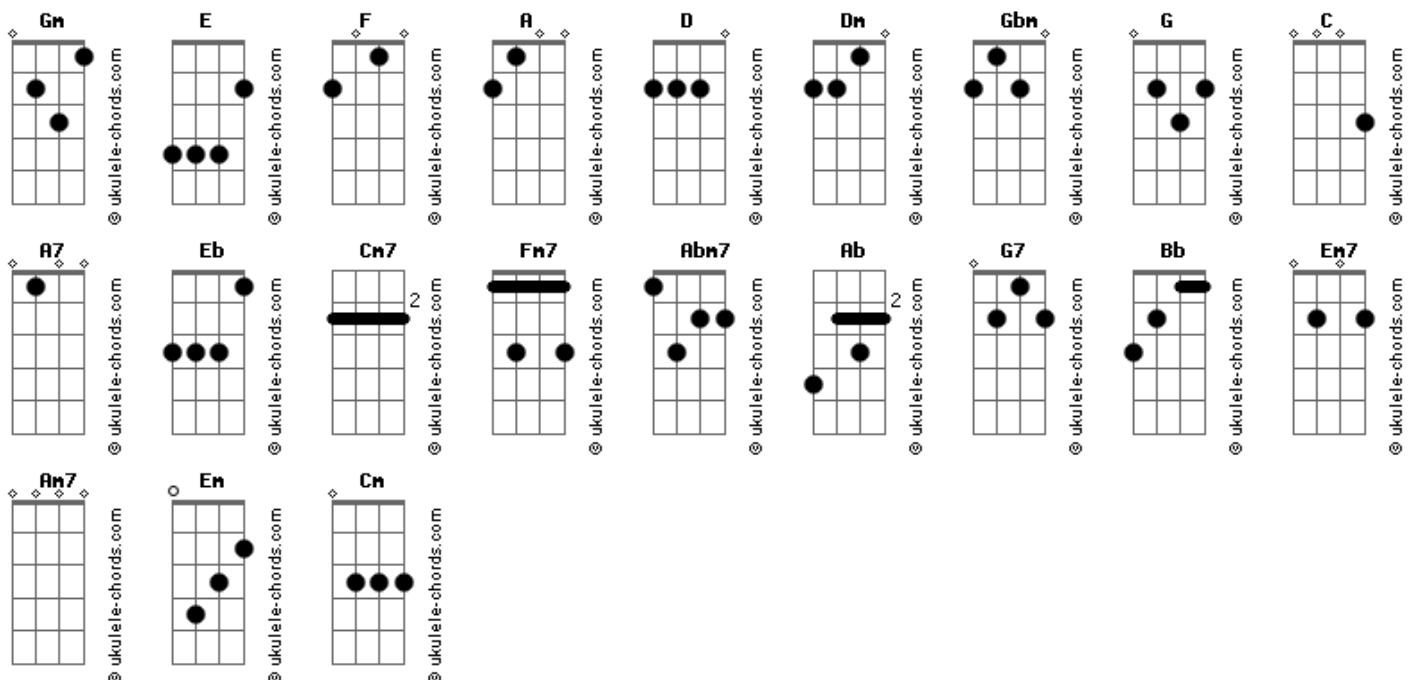 Gm E F A D Dm Gbm G C
© ukulele-chords.com © ukulele-chords.com © ukulele-chords.com © ukulele-chords.com © ukulele-chords.com © ukulele-chords.com © ukulele-chords.com © ukulele-chords.com © ukulele-chords.com
A7 Eb Cm7 Fm7 Abm7 Ab G7 Bb Em7
2 2
© ukulele-chords.com © ukulele-chords.com © ukulele-chords.com © ukulele-chords.com © ukulele-chords.com © ukulele-chords.com © ukulele-chords.com © ukulele-chords.com © ukulele-chords.com
Am7 Em Cm
© ukulele-chords.com © ukulele-chords.com © ukulele-chords.com